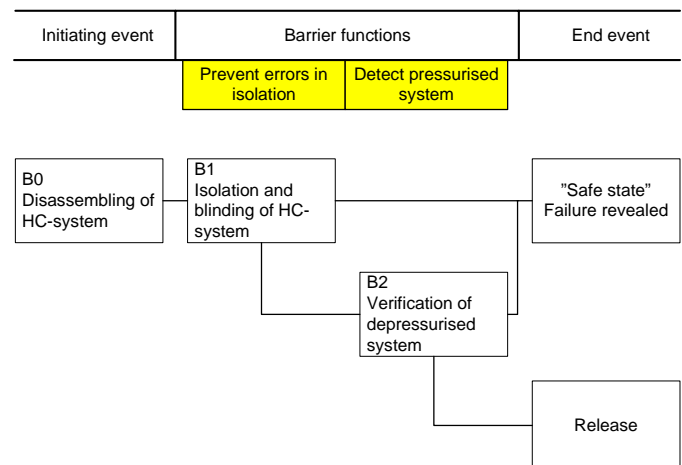 Initiating event
Barrier functions
End event
Prevent errors in
isolation
Detect pressurised
system
B0
Disassembling of
HC-system
B1
Isolation and
blinding of HC-
system
”Safe state”
Failure revealed
B2
Verification of
depressurised
system
Release